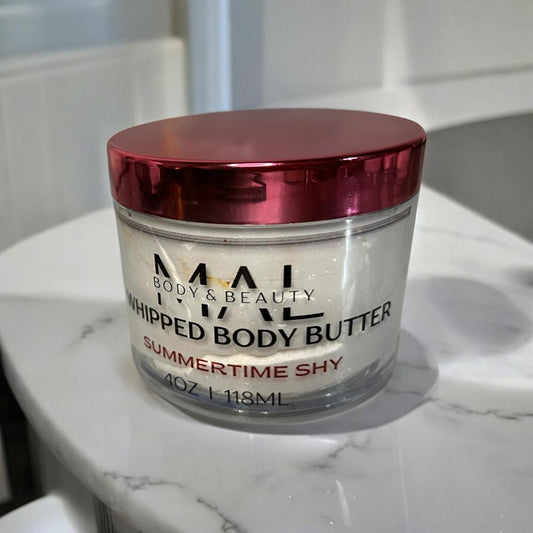 MAL
BODY & BEAUTY
WHIPPED BODY BUTTER
SUMMERTIME SHY
4OZ | 118ML